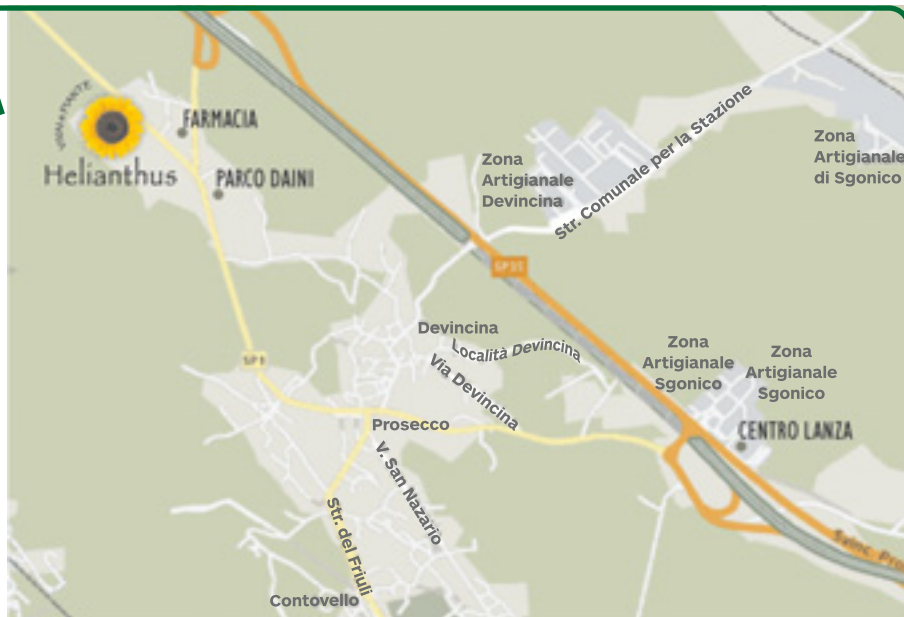 FARMACIA
Helianthus
PARCO DAINI
Zona
Artigianale
Devincina
Str. Comunale per la Stazione
Zona
Artigianale
di Sgonico
SP35
Devincina
Località Devincina
Via Devincina
SP1
Zona
Artigianale
Sgonico
Zona
Artigianale
Sgonico
Prosecco
CENTRO LANZA
V. San Nazario
Str. del Friuli
Svinc. Pro
Contovello